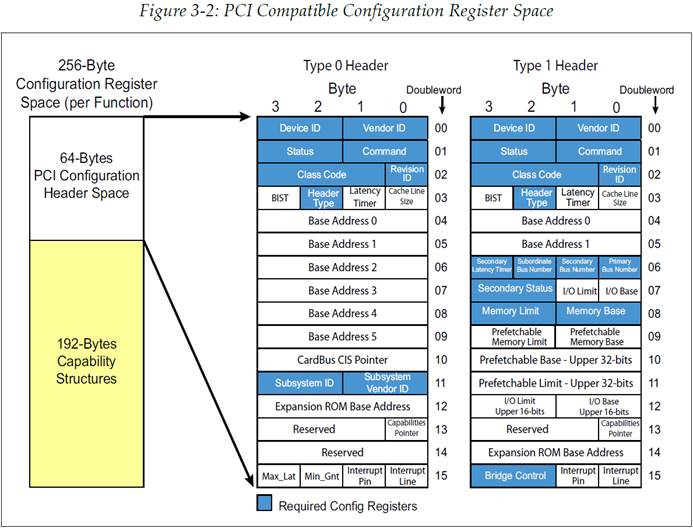 Figure 3-2: PCI Compatible Configuration Register Space
256-Byte
Configuration Register
Space (per Function)
64-Bytes
PCI Configuration
Header Space
192-Bytes
Capability
Structures
Type 0 Header
Byte
Doubleword
3 2 1 0
Device ID Vendor ID 00
Status Command 01
Class Code Revision ID 02
BIST Header Type Latency Timer Cache Line Size 03
Base Address 0 04
Base Address 1 05
Base Address 2 06
Base Address 3 07
Base Address 4 08
Base Address 5 09
CardBus CIS Pointer 10
Subsystem ID Subsystem Vendor ID 11
Expansion ROM Base Address 12
Reserved Capabilities Pointer 13
Reserved 14
Max_Lat Min_Gnt Interrupt Pin Interrupt Line 15
Type 1 Header
Byte
Doubleword
3 2 1 0
Device ID Vendor ID 00
Status Command 01
Class Code Revision ID 02
BIST Header Type Latency Timer Cache Line Size 03
Base Address 0 04
Base Address 1 05
Secondary Latency Timer Subordinate Bus Number Secondary Bus Number Primary Bus Number 06
Secondary Status I/O Limit I/O Base 07
Memory Limit Memory Base 08
Prefetchable Memory Limit Prefetchable Memory Base 09
Prefetchable Base - Upper 32-bits 10
Prefetchable Limit - Upper 32-bits 11
I/O Limit Upper 16-bits I/O Base Upper 16-bits 12
Reserved Capabilities Pointer 13
Expansion ROM Base Address 14
Bridge Control Interrupt Pin Interrupt Line 15
Required Config Registers